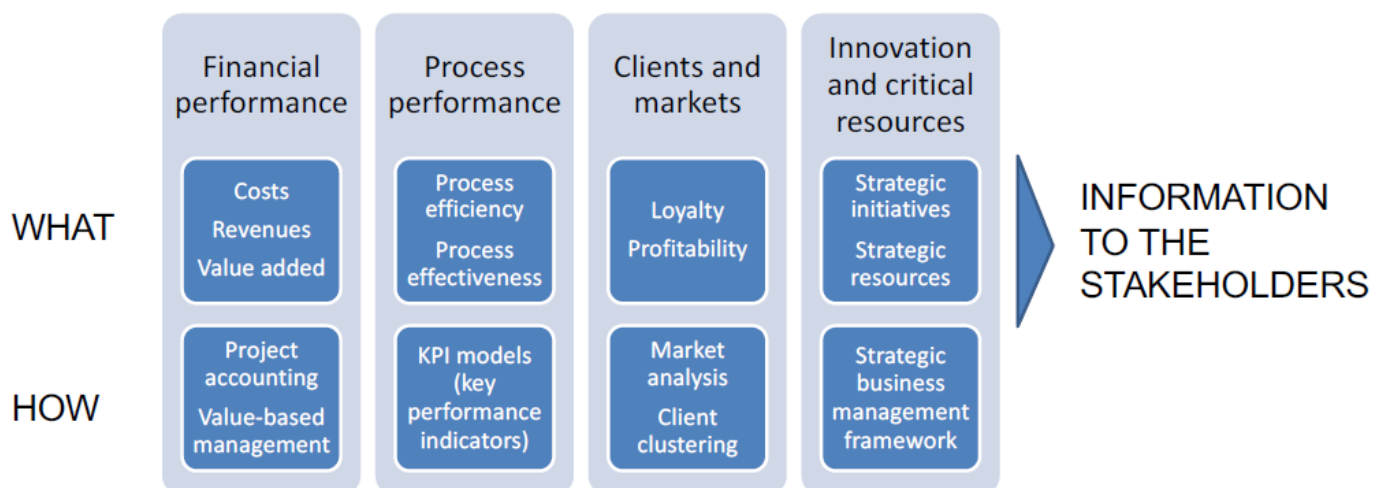 Financial
performance
Process
performance
Clients and
markets
Innovation
and critical
resources
WHAT
Costs
Revenues
Value added
Process
efficiency
Process
effectiveness
Loyalty
Profitability
Strategic
initiatives
Strategic
resources
INFORMATION
TO THE
STAKEHOLDERS
HOW
Project
accounting
Value-based
management
KPI models
(key
performance
indicators)
Market
analysis
Client
clustering
Strategic
business
management
framework